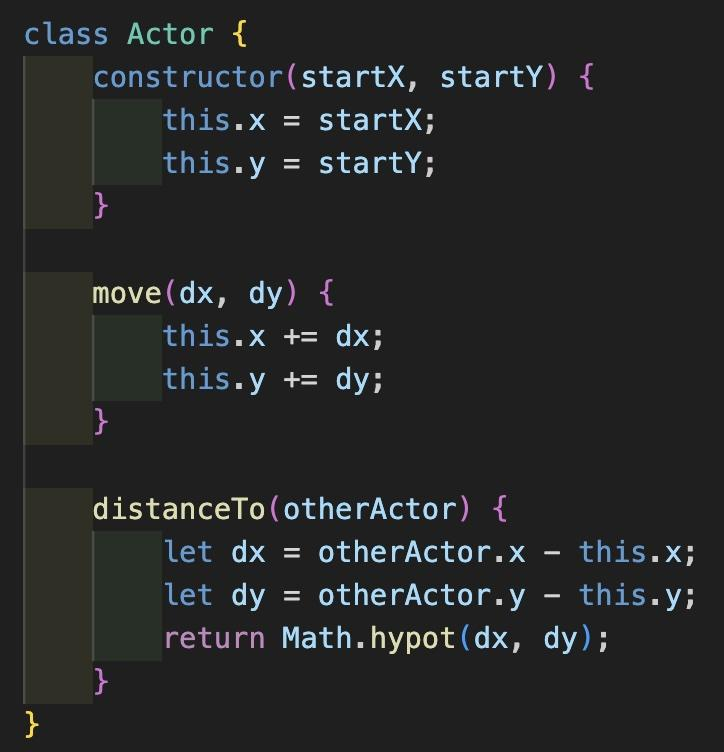 class Actor {
    constructor(startX, startY) {
        this.x = startX;
        this.y = startY;
    }

    move(dx, dy) {
        this.x += dx;
        this.y += dy;
    }

    distanceTo(otherActor) {
        let dx = otherActor.x - this.x;
        let dy = otherActor.y - this.y;
        return Math.hypot(dx, dy);
    }
}